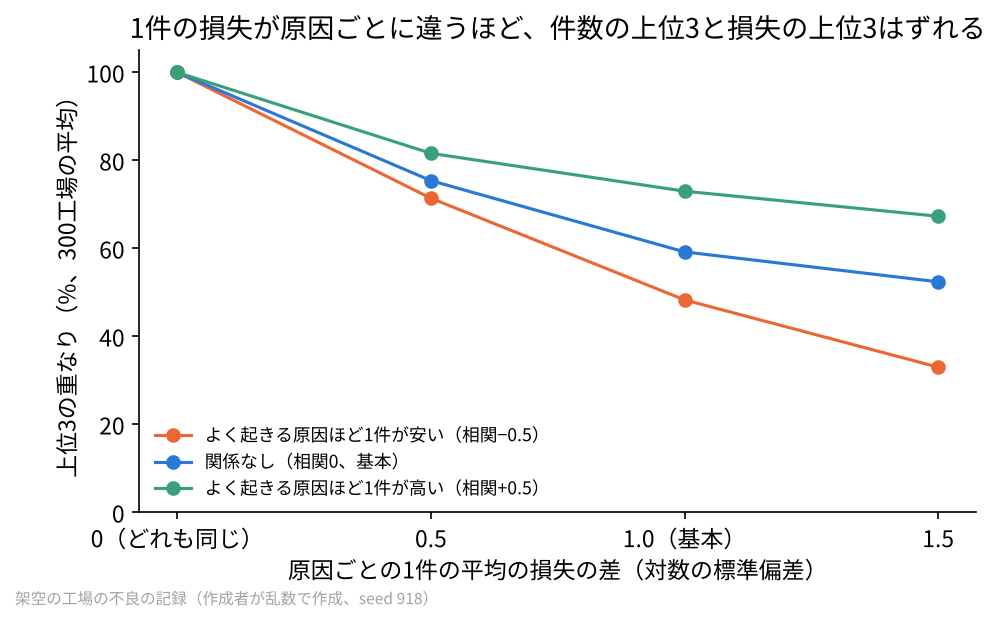 1件の損失が原因ごとに違うほど、件数の上位3と損失の上位3はずれる
上位3の重なり（%、300工場の平均）
100
80
60
40
20
0
よく起きる原因ほど1件が安い（相関−0.5）
関係なし（相関0、基本）
よく起きる原因ほど1件が高い（相関+0.5）
0（どれも同じ）
0.5
1.0（基本）
1.5
原因ごとの1件の平均の損失の差（対数の標準偏差）
架空の工場の不良の記録（作成者が乱数で作成、seed 918）